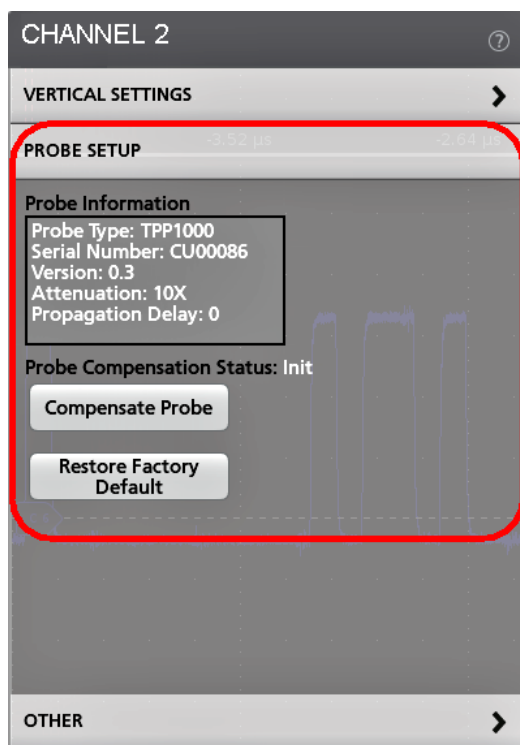 CHANNEL 2
?
VERTICAL SETTINGS
PROBE SETUP
-3.52 µs
-2.64 µs
Probe Information
Probe Type: TPP1000
Serial Number: CU00086
Version: 0.3
Attenuation: 10X
Propagation Delay: 0
Probe Compensation Status: Init
Compensate Probe
Restore Factory
Default
OTHER